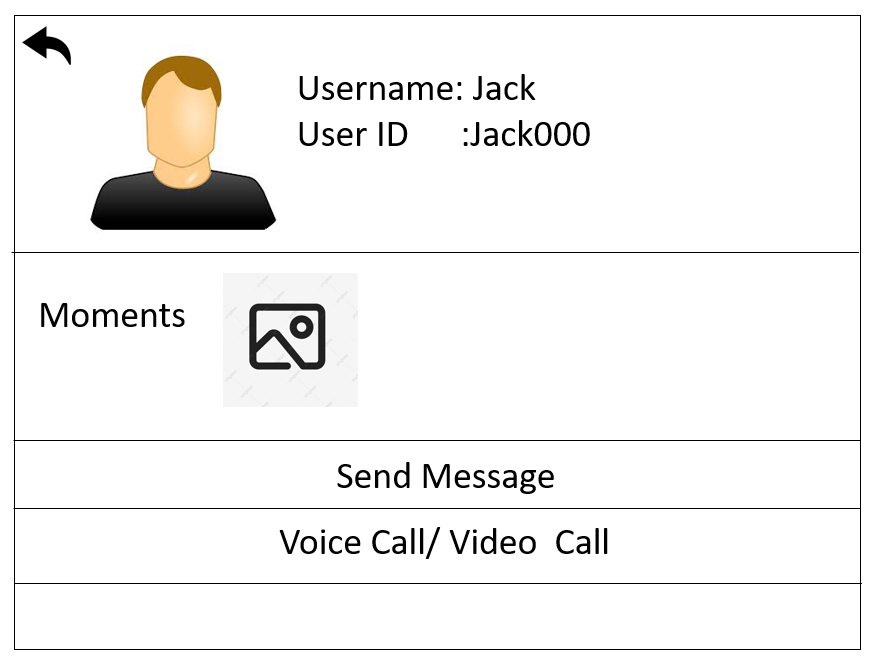 Username: Jack
User ID :Jack000
Moments
Send Message
Voice Call/ Video Call